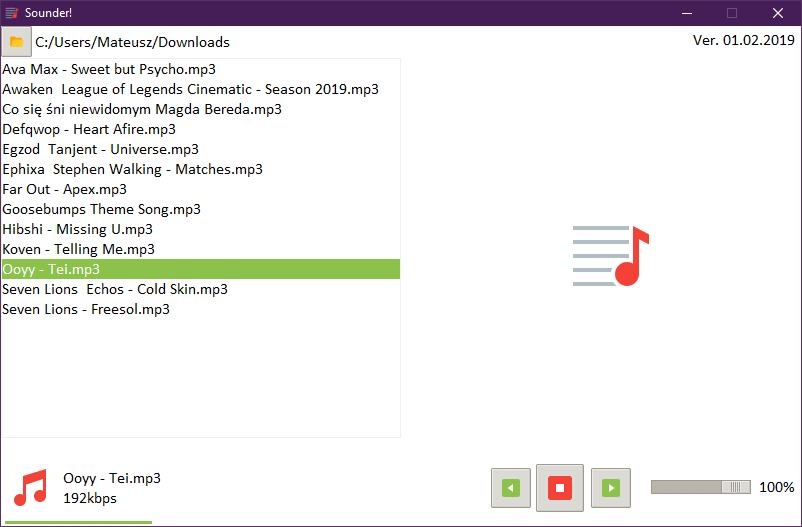 Sounder!
C:/Users/Mateusz/Downloads
Ver. 01.02.2019
Ava Max - Sweet but Psycho.mp3
Awaken  League of Legends Cinematic - Season 2019.mp3
Co się śni niewidomym Magda Bereda.mp3
Defqwop - Heart Afire.mp3
Egzod  Tanjent - Universe.mp3
Ephixa  Stephen Walking - Matches.mp3
Far Out - Apex.mp3
Goosebumps Theme Song.mp3
Hibshi - Missing U.mp3
Koven - Telling Me.mp3
Ooyy - Tei.mp3
Seven Lions  Echos - Cold Skin.mp3
Seven Lions - Freesol.mp3
Ooyy - Tei.mp3
192kbps
100%